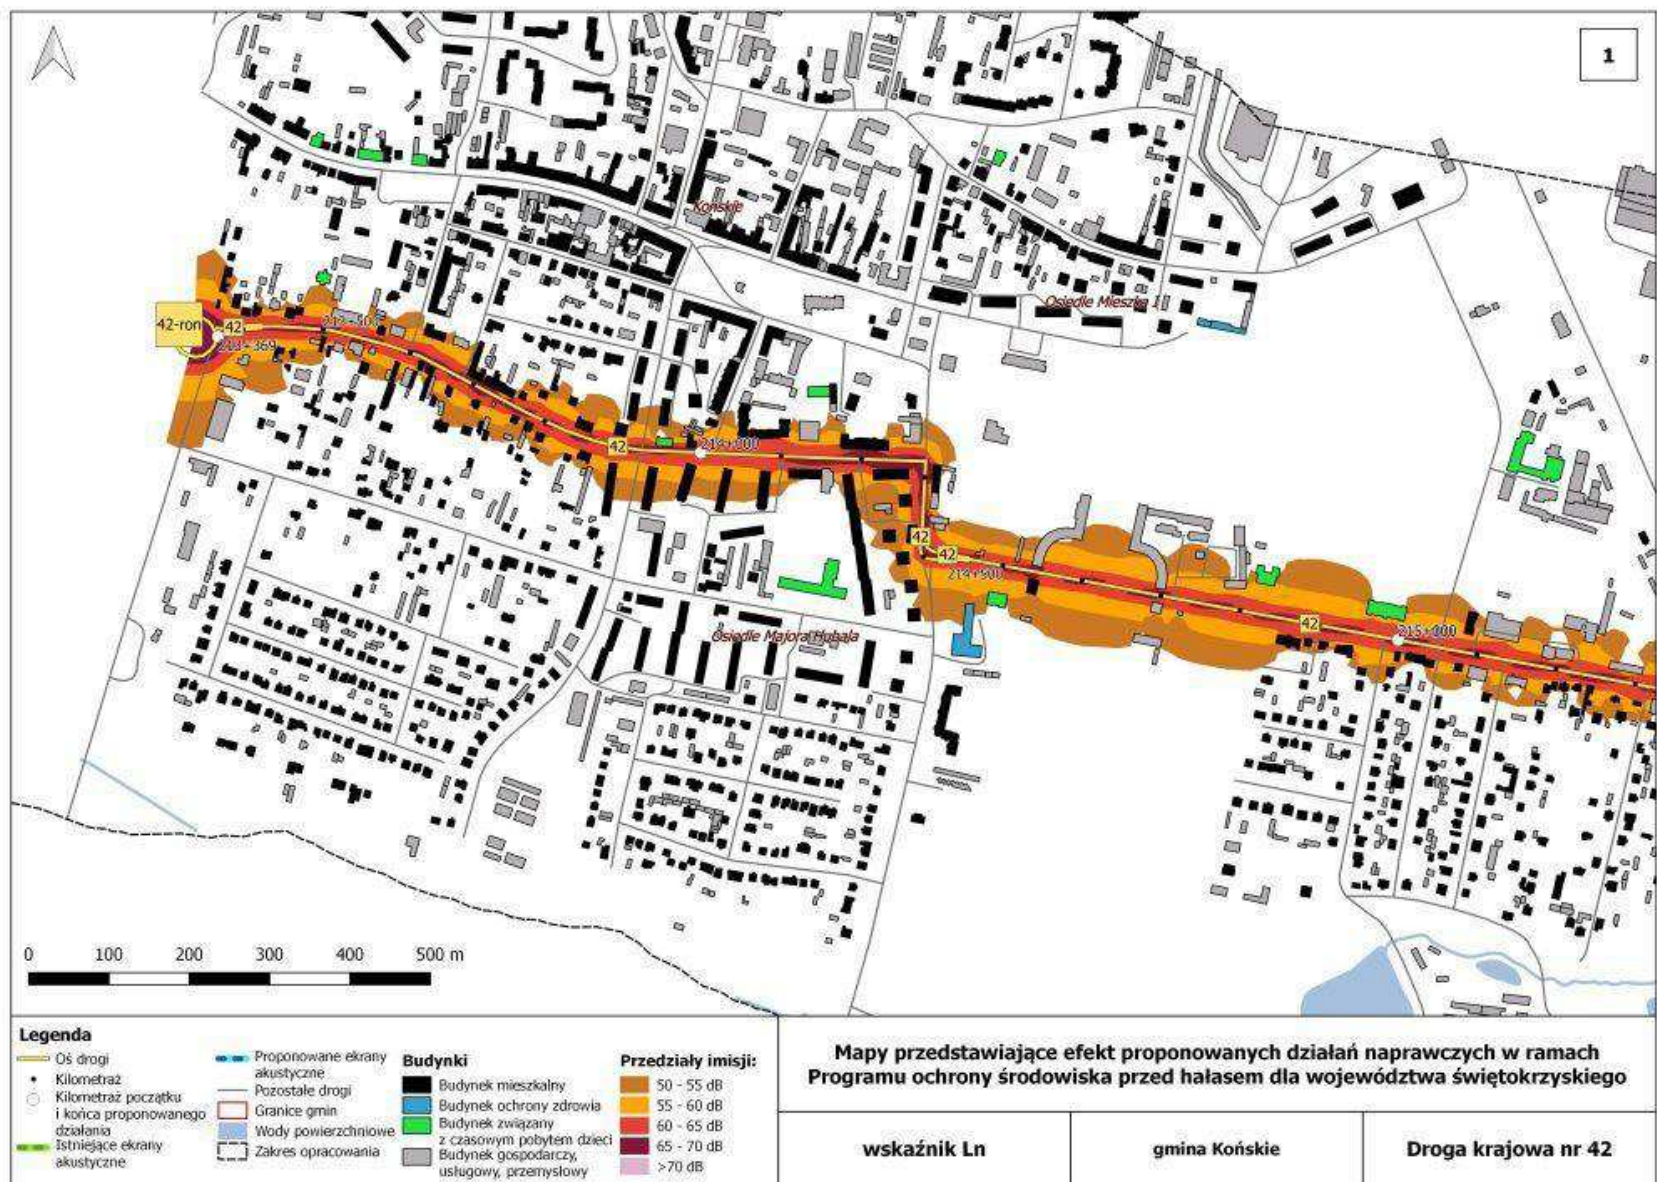 1
Końskie
Osiedle Mieszka I
42-ron
42
213+369
213+500
42
214+000
42
42
214+500
42
215+000
Osiedle Majora Hubala
0 100 200 300 400 500 m
Legenda
Oś drogi
Kilometraż
Kilometraż początku
i końca proponowanego
działania
Istniejące ekrany
akustyczne
Proponowane ekrany
akustyczne
Pozostałe drogi
Granice gmin
Wody powierzchniowe
Zakres opracowania
Budynki
Budynek mieszkalny
Budynek ochrony zdrowia
Budynek związany
z czasowym pobytem dzieci
Budynek gospodarczy,
usługowy, przemysłowy
Przedziały imisji:
50 - 55 dB
55 - 60 dB
60 - 65 dB
65 - 70 dB
>70 dB
Mapy przedstawiające efekt proponowanych działań naprawczych w ramach
Programu ochrony środowiska przed hałasem dla województwa świętokrzyskiego
wskaźnik Ln
gmina Końskie
Droga krajowa nr 42